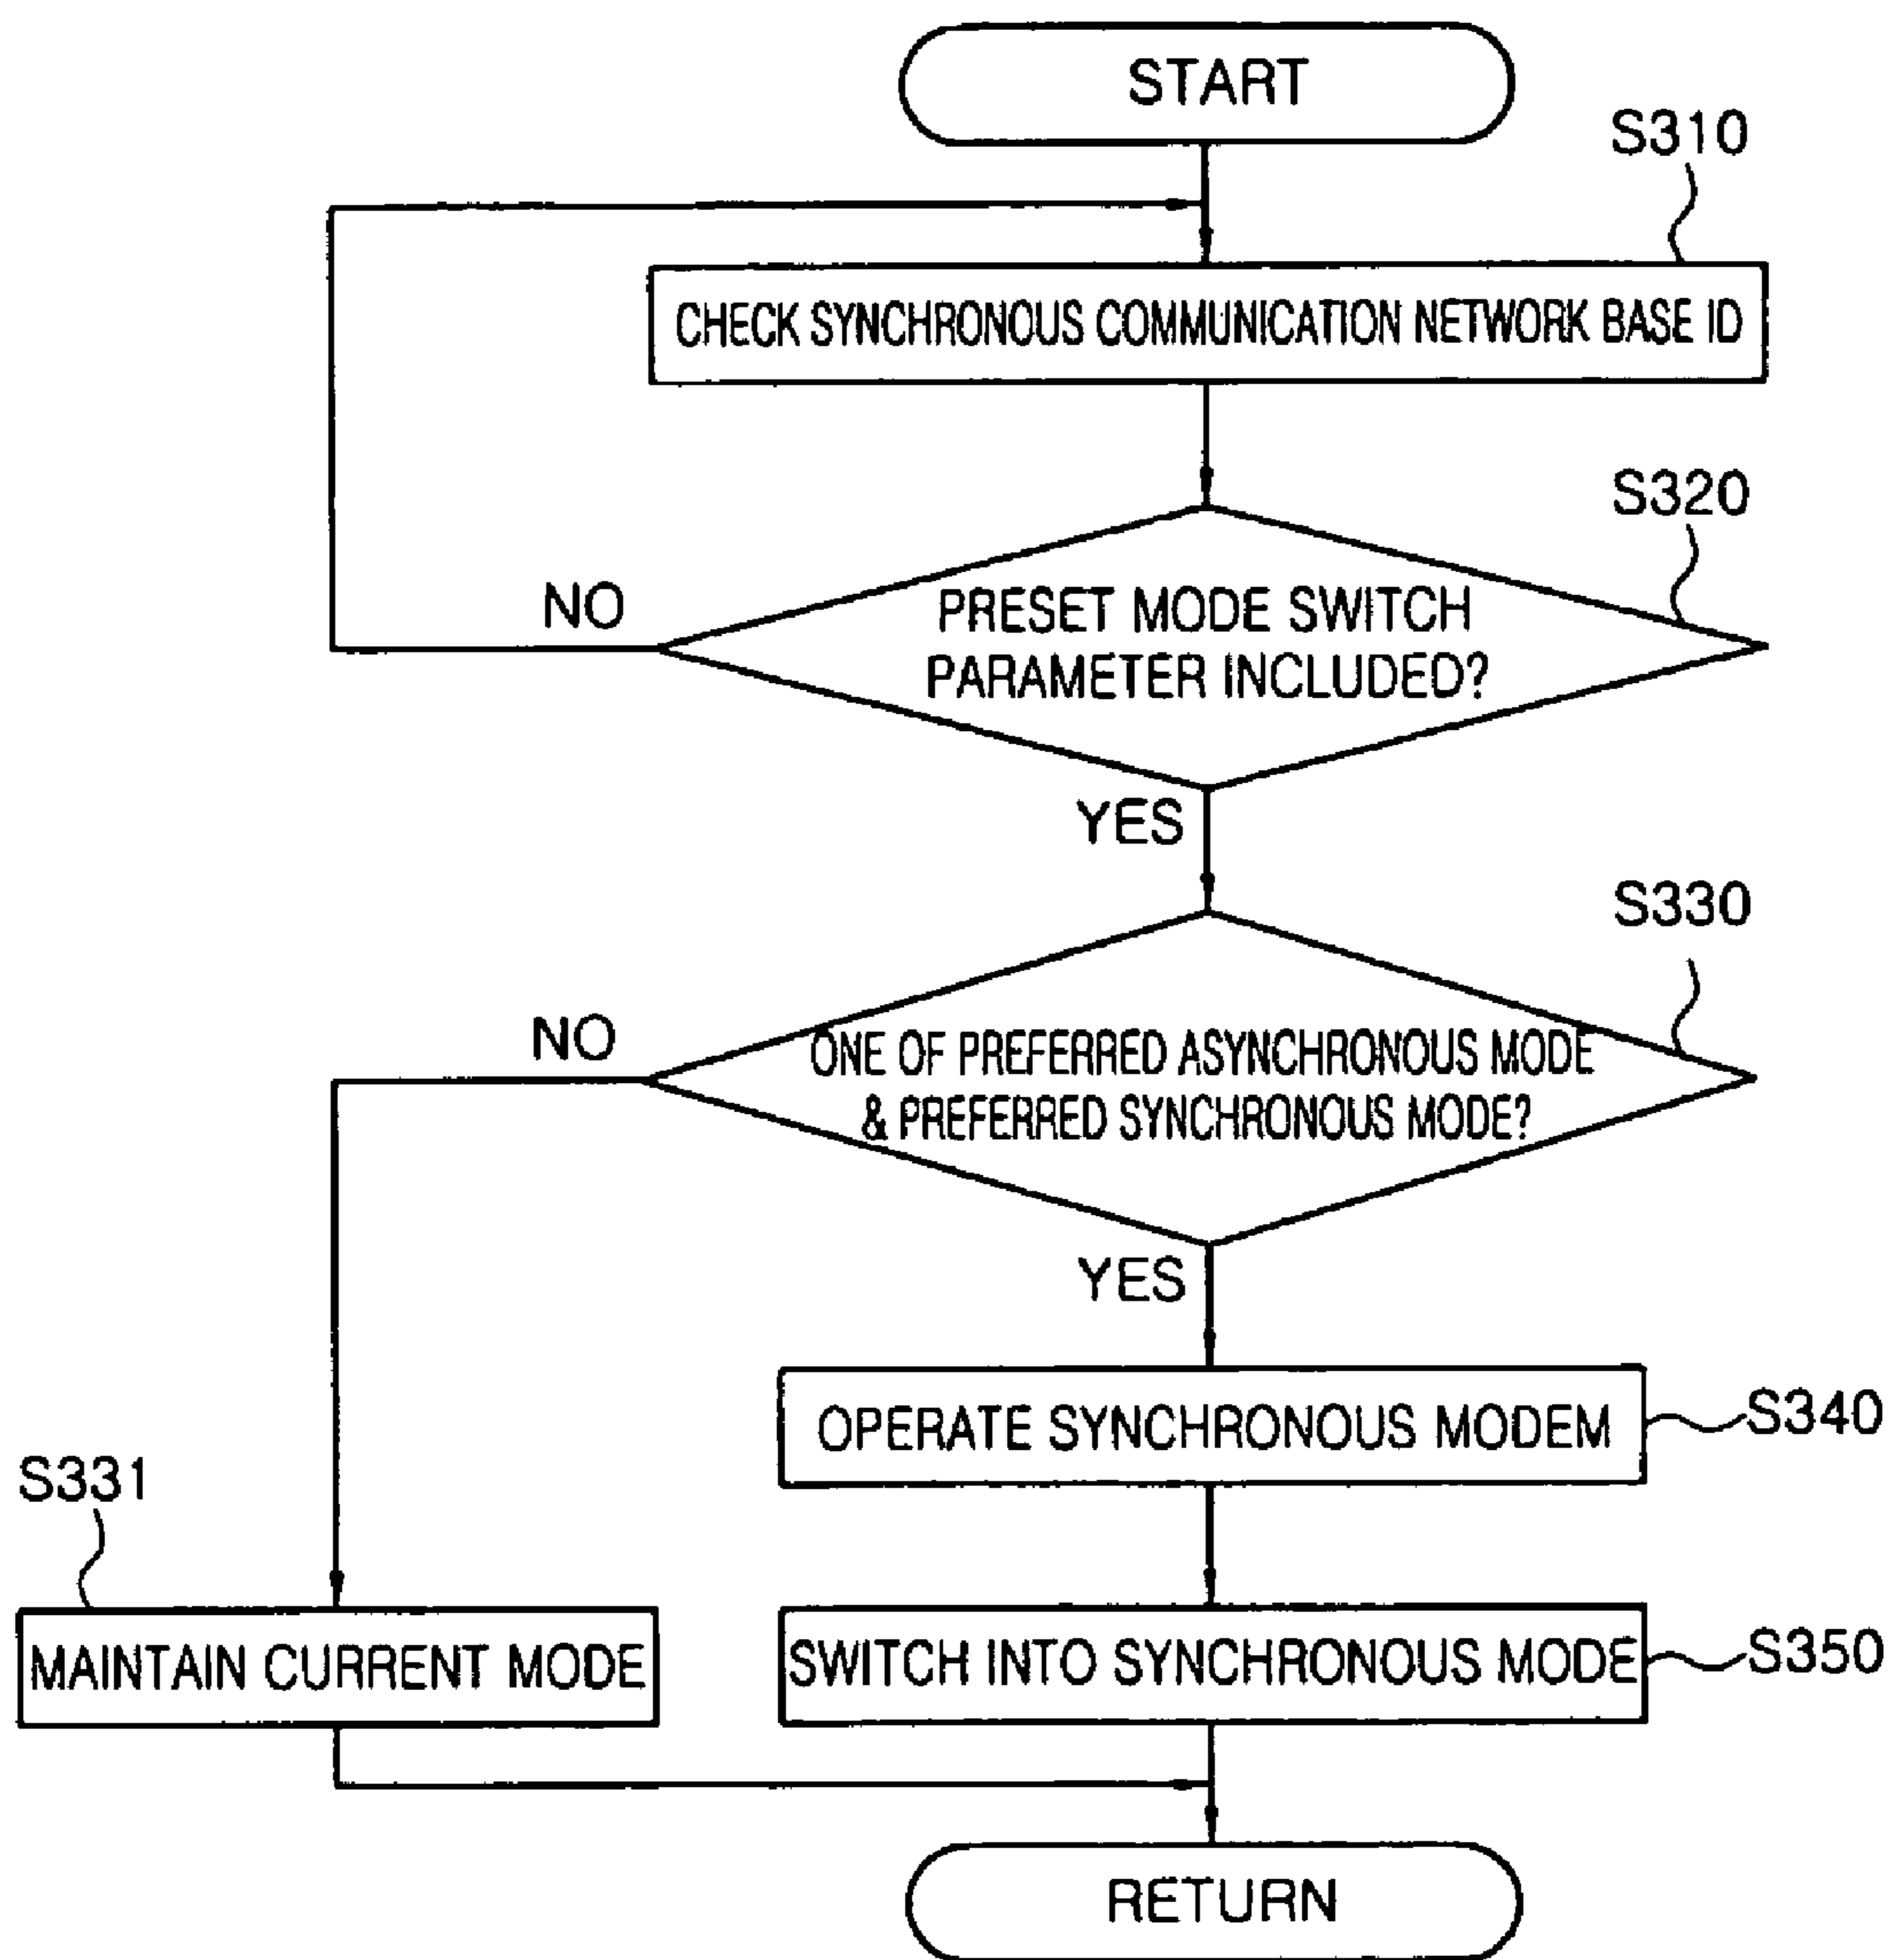 START
S310
CHECK SYNCHRONOUS COMMUNICATION NETWORK BASE ID
S320
NO
PRESET MODE SWITCH
PARAMETER INCLUDED?
YES
S330
NO
ONE OF PREFERRED ASYNCHRONOUS MODE
& PREFERRED SYNCHRONOUS MODE?
YES
OPERATE SYNCHRONOUS MODEM
S340
S331
MAINTAIN CURRENT MODE
SWITCH INTO SYNCHRONOUS MODE
S350
RETURN